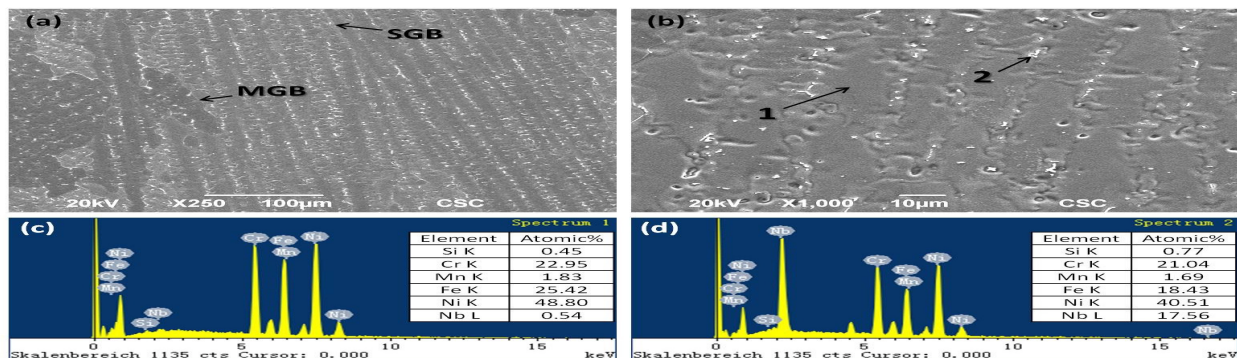 (a)
SGB
MGB
20kV X250 100µm CSC
(b)
2
1
20kV X1,000 10µm CSC
(c)
Spectrum 1
Element Atomic%
Si K 0.45
Cr K 22.95
Mn K 1.83
Fe K 25.42
Ni K 48.80
Nb L 0.54
Ni
Fe
Cr
Mn
Si
Nb
Cr
Fe
Mn
Ni
Ni
0 5 10 15
Skalenbereich 1135 cts Cursor: 0.000 keV
(d)
Spectrum 2
Element Atomic%
Si K 0.77
Cr K 21.04
Mn K 1.69
Fe K 18.43
Ni K 40.51
Nb L 17.56
Nb
Ni
Fe
Cr
Mn
Si
Cr
Fe
Mn
Ni
Ni
Nb
0 5 10 15
Skalenbereich 1135 cts Cursor: 0.000 keV